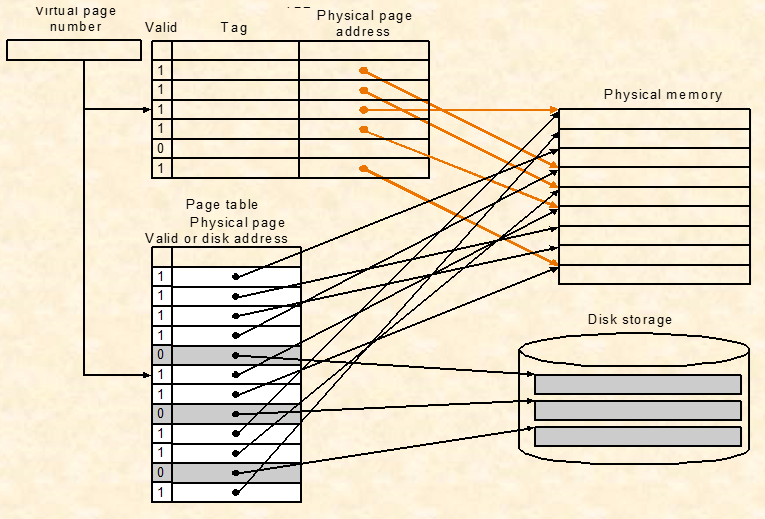 Virtual page
number
Valid
Tag
Physical page
address
1
1
1
1
0
1
Physical memory
Page table
Physical page
Valid or disk address
1
1
1
1
0
1
1
0
1
1
0
1
Disk storage